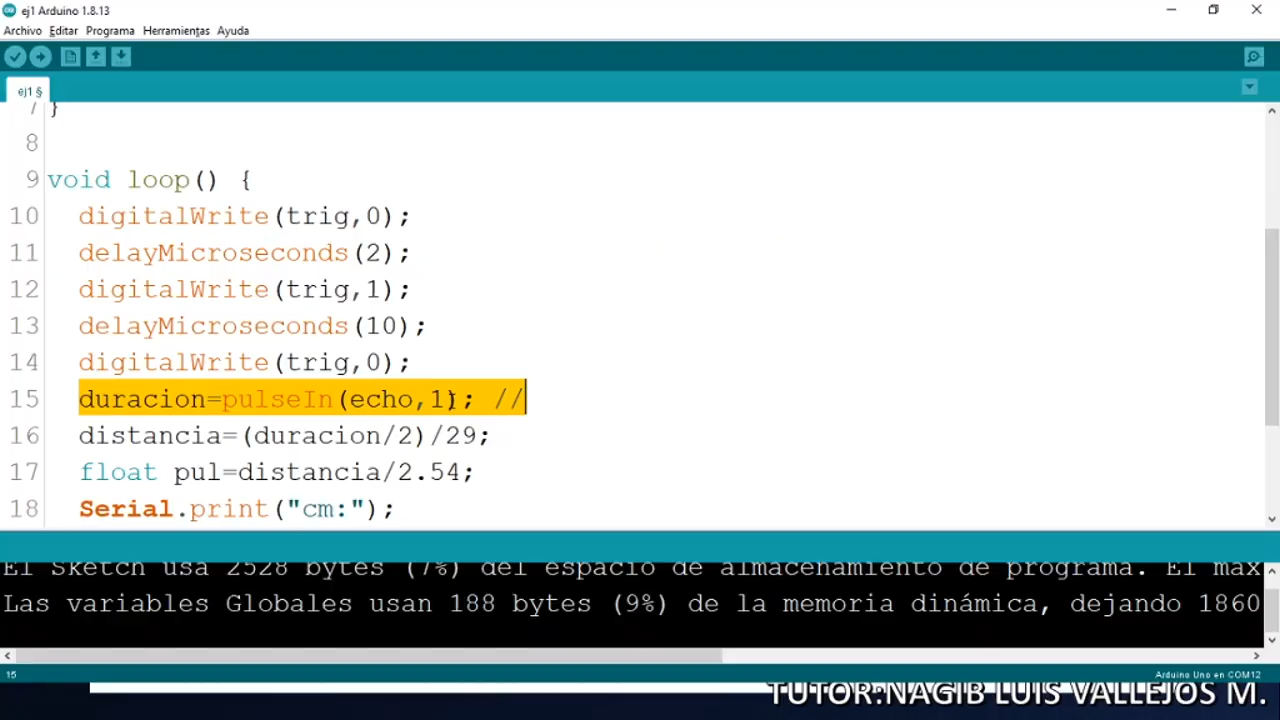 ej1 Arduino 1.8.13
Archivo Editar Programa Herramientas Ayuda
ej1 §
7 }
8
9 void loop() {
10 digitalWrite(trig,0);
11 delayMicroseconds(2);
12 digitalWrite(trig,1);
13 delayMicroseconds(10);
14 digitalWrite(trig,0);
15 duracion=pulseIn(echo,1); //
16 distancia=(duracion/2)/29;
17 float pul=distancia/2.54;
18 Serial.print("cm:");
El Sketch usa 2528 bytes (7%) del espacio de almacenamiento de programa. El máx
Las variables Globales usan 188 bytes (9%) de la memoria dinámica, dejando 1860
15
Arduino Uno en COM12
TUTOR:NAGIB LUIS VALLEJOS M.